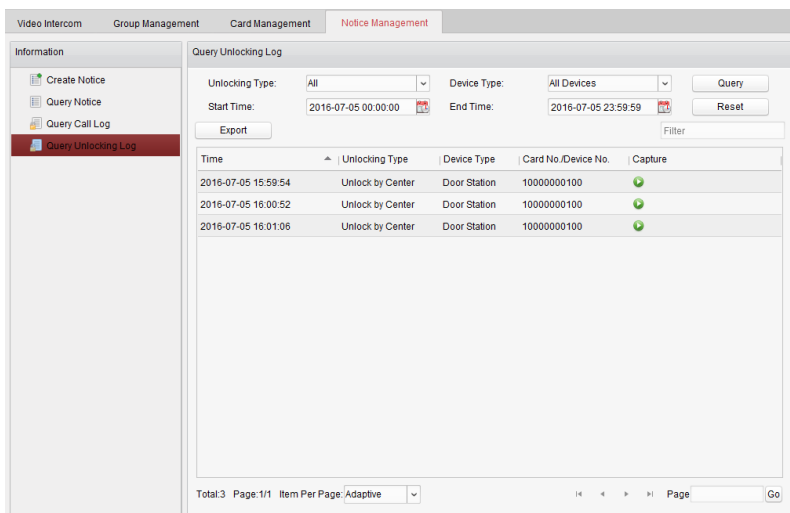 Video Intercom Group Management Card Management Notice Management
Information
Create Notice
Query Notice
Query Call Log
Query Unlocking Log
Query Unlocking Log
Unlocking Type: All Device Type: All Devices Query
Start Time: 2016-07-05 00:00:00 End Time: 2016-07-05 23:59:59 Reset
Export Filter
Time Unlocking Type Device Type Card No./Device No. Capture
2016-07-05 15:59:54 Unlock by Center Door Station 10000000100
2016-07-05 16:00:52 Unlock by Center Door Station 10000000100
2016-07-05 16:01:06 Unlock by Center Door Station 10000000100
Total:3 Page:1/1 Item Per Page: Adaptive Page Go